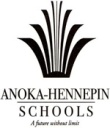 ANOKA-HENNEPIN
SCHOOLS
A future without limit